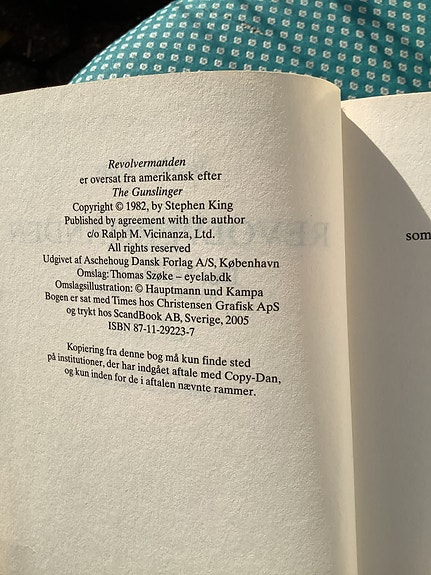 Revolvermanden
er oversat fra amerikansk efter
The Gunslinger
Copyright © 1982, by Stephen King
Published by agreement with the author
c/o Ralph M. Vicinanza, Ltd.
All rights reserved
Udgivet af Aschehoug Dansk Forlag A/S, København
Omslag: Thomas Szøke – eyelab.dk
Omslagsillustration: © Hauptmann und Kampa
Bogen er sat med Times hos Christensen Grafisk ApS
og trykt hos ScandBook AB, Sverige, 2005
ISBN 87-11-29223-7
Kopiering fra denne bog må kun finde sted
på institutioner, der har indgået aftale med Copy-Dan,
og kun inden for de i aftalen nævnte rammer.
som